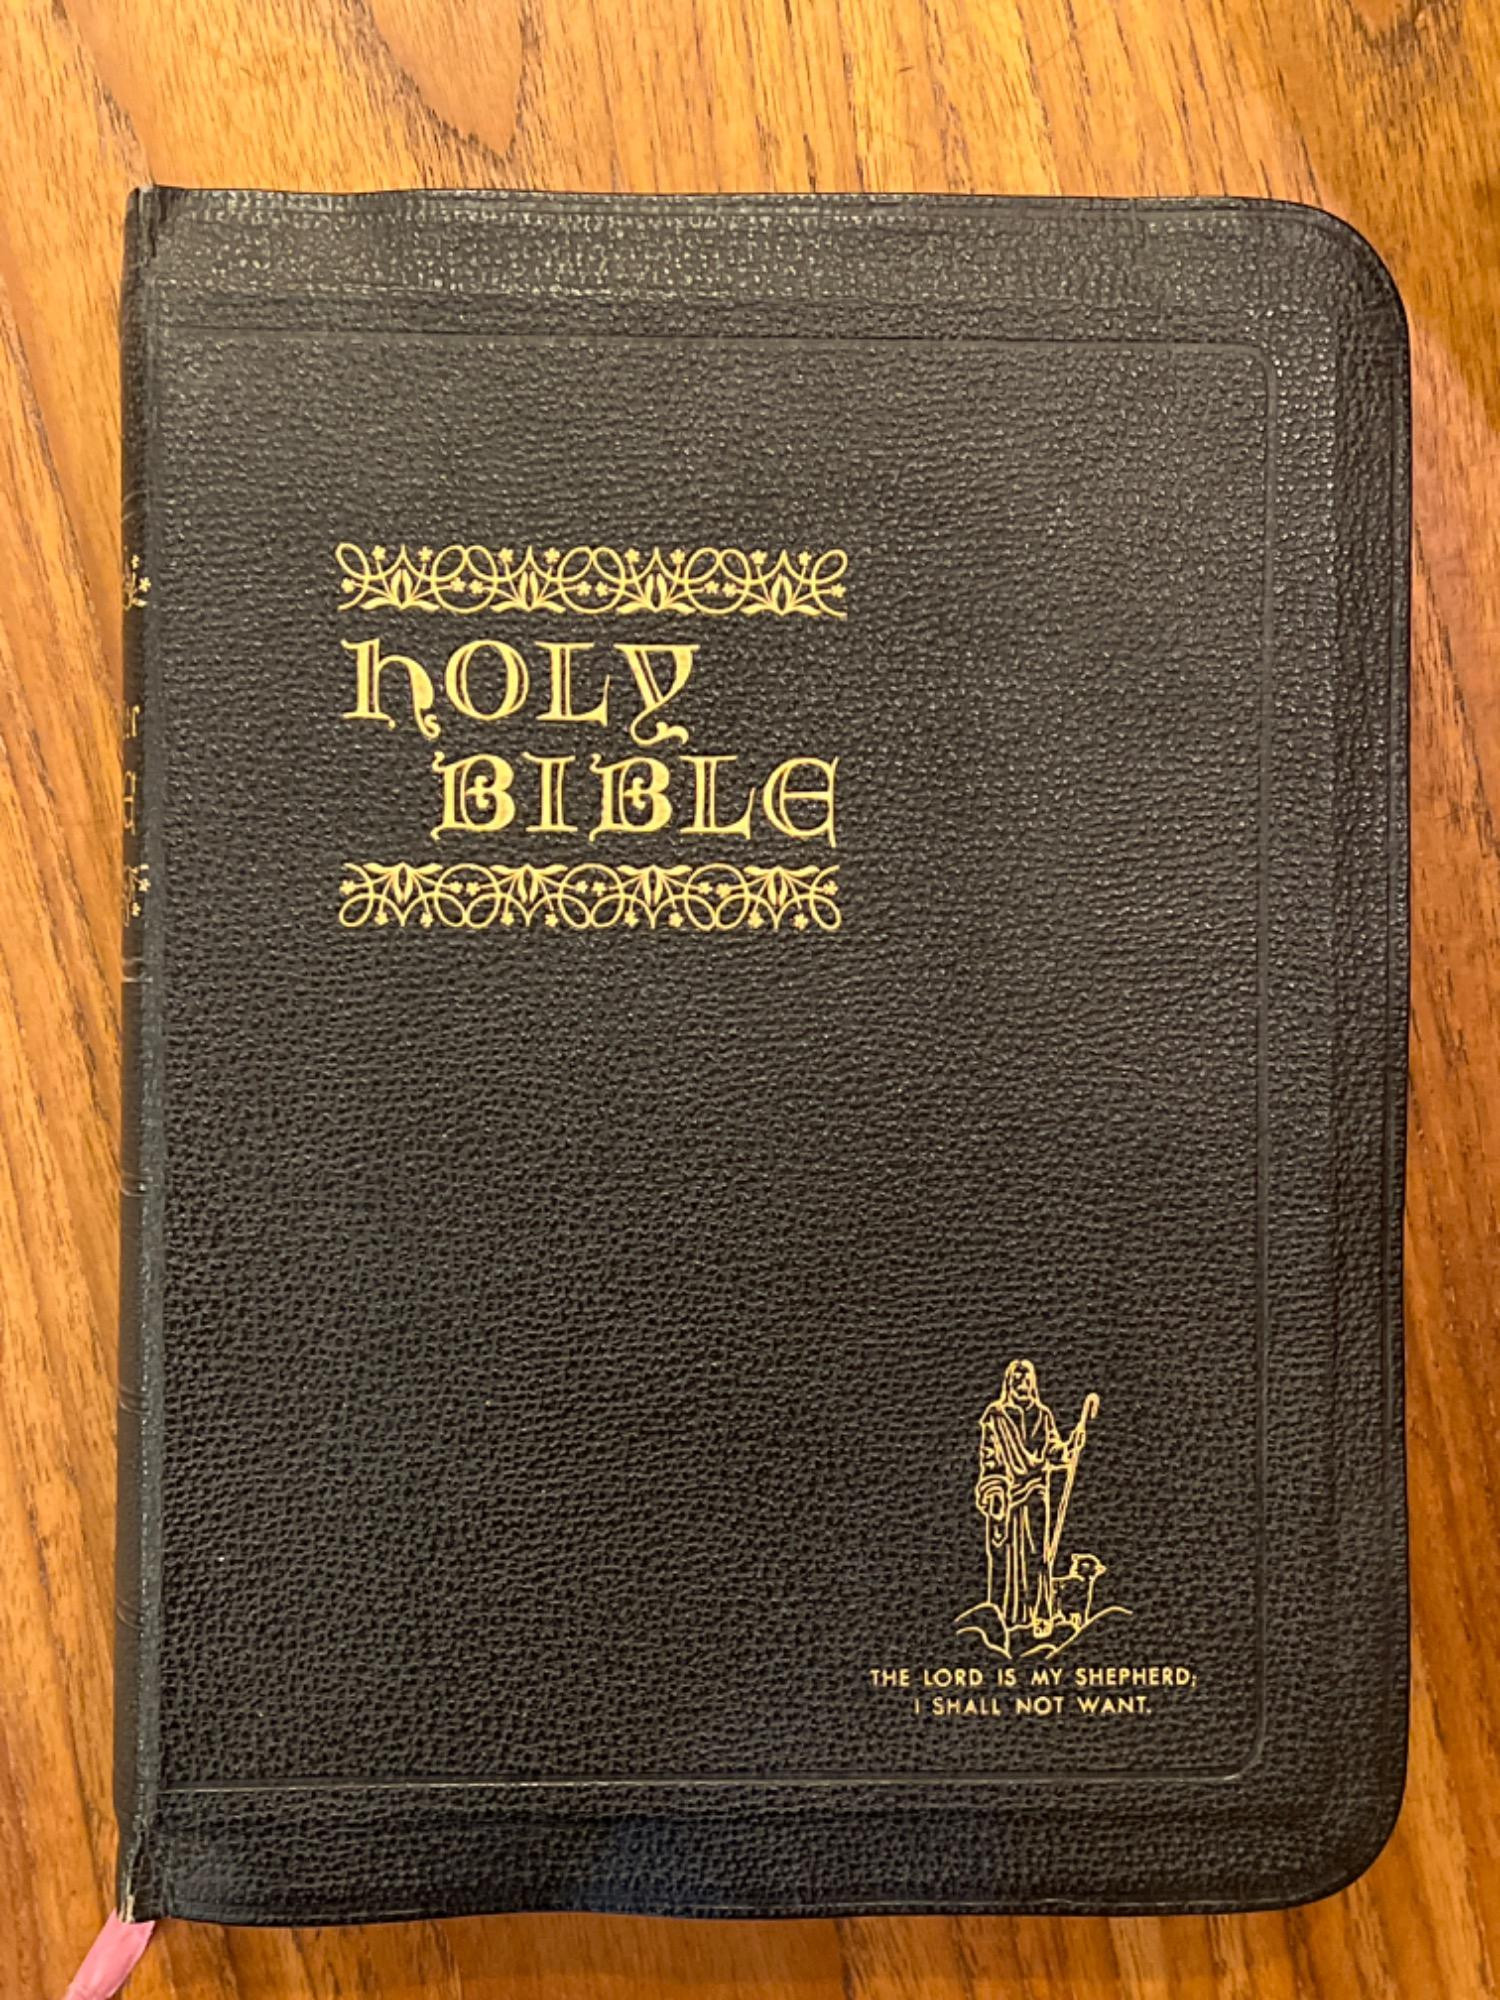 HOLY
BIBLE
THE LORD IS MY SHEPHERD;
I SHALL NOT WANT.